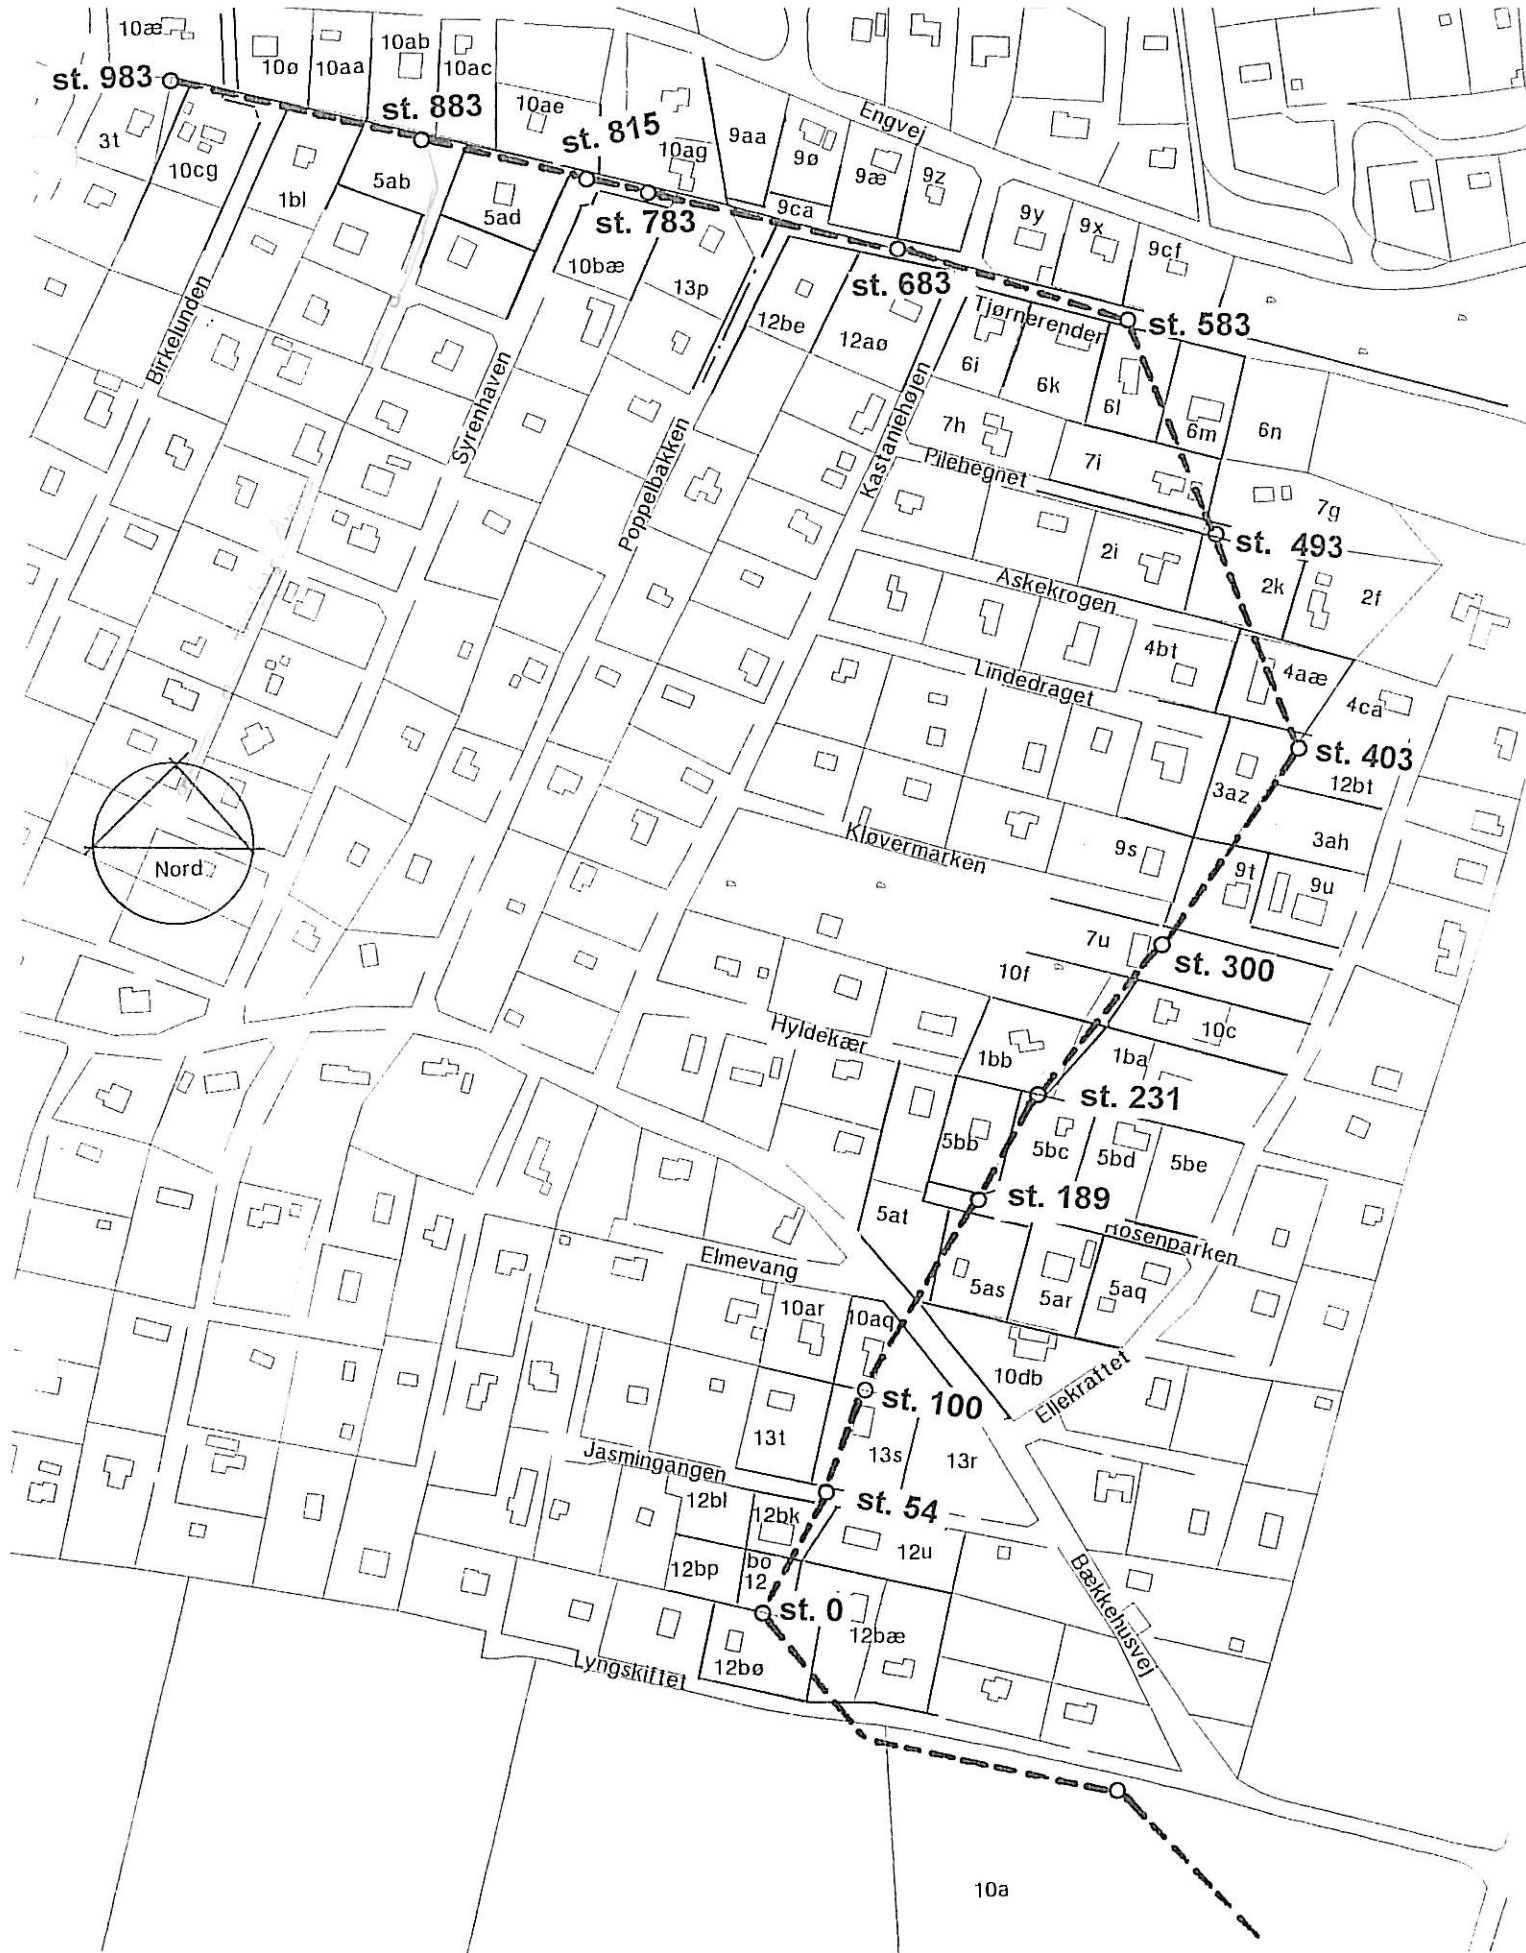 10æ
10ø
10aa
10ab
10ac
st. 983
st. 883
10ae
st. 815
10ag
9aa
9ø
Engvej
9æ
9z
3t
10cg
1bl
5ab
5ad
st. 783
9ca
9y
9x
9cf
10bæ
13p
st. 683
Tjørnerenden
st. 583
Birkelunden
Syrenhaven
Poppelbakken
12be
12aø
Kastaniehøjen
6i
6k
6l
6m
6n
7h
Pilehegnet
7i
7g
2i
st. 493
Askekrogen
2k
2f
4bt
Lindedraget
4aæ
4ca
st. 403
3az
12bt
Nord
Kløvermarken
9s
9t
3ah
9u
7u
st. 300
10f
10c
Hyldekær
1bb
1ba
st. 231
5bb
5bc
5bd
5be
st. 189
5at
Rosenparken
Elmevang
5as
5ar
5aq
10ar
10aq
10db
Ellekraftet
st. 100
13t
13s
13r
Jasmingangen
12bl
12bk
st. 54
12u
12bp
bo
12
st. 0
12bæ
Bækkehusvej
Lyngskiftet
12bø
10a